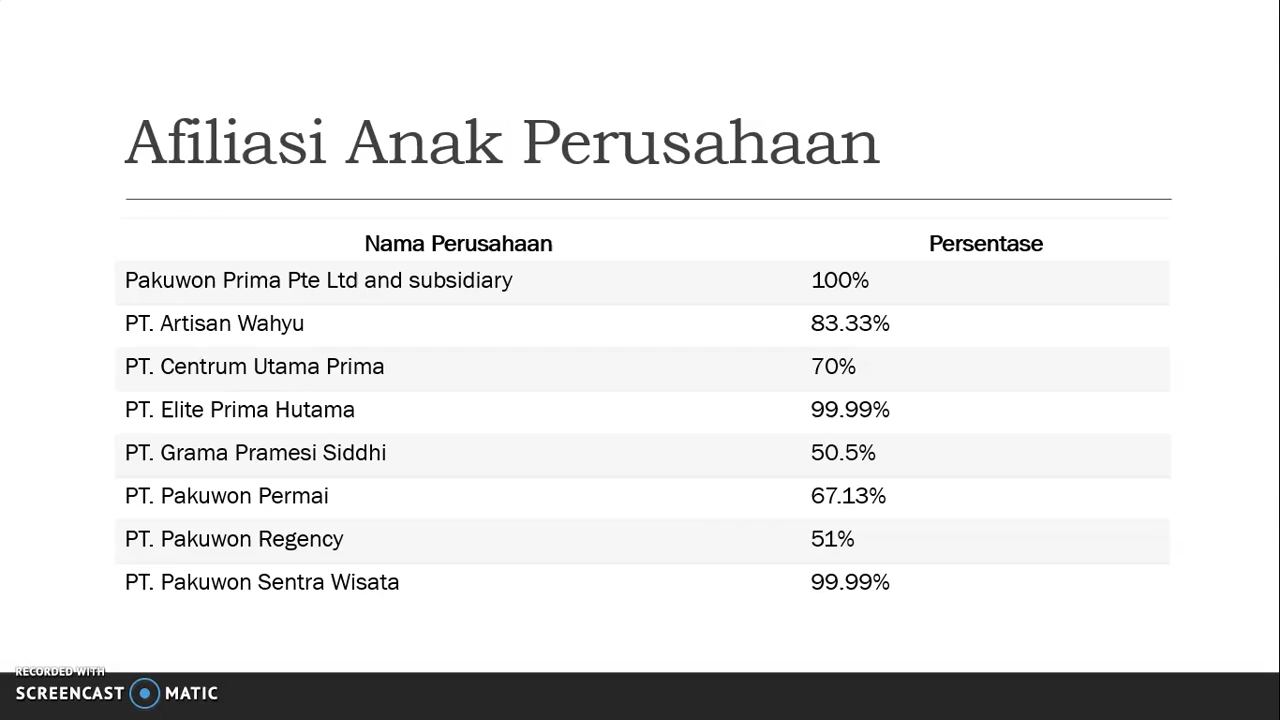 Afiliasi Anak Perusahaan
Nama Perusahaan Persentase
Pakuwon Prima Pte Ltd and subsidiary 100%
PT. Artisan Wahyu 83.33%
PT. Centrum Utama Prima 70%
PT. Elite Prima Hutama 99.99%
PT. Grama Pramesi Siddhi 50.5%
PT. Pakuwon Permai 67.13%
PT. Pakuwon Regency 51%
PT. Pakuwon Sentra Wisata 99.99%
RECORDED WITH
SCREENCAST MATIC